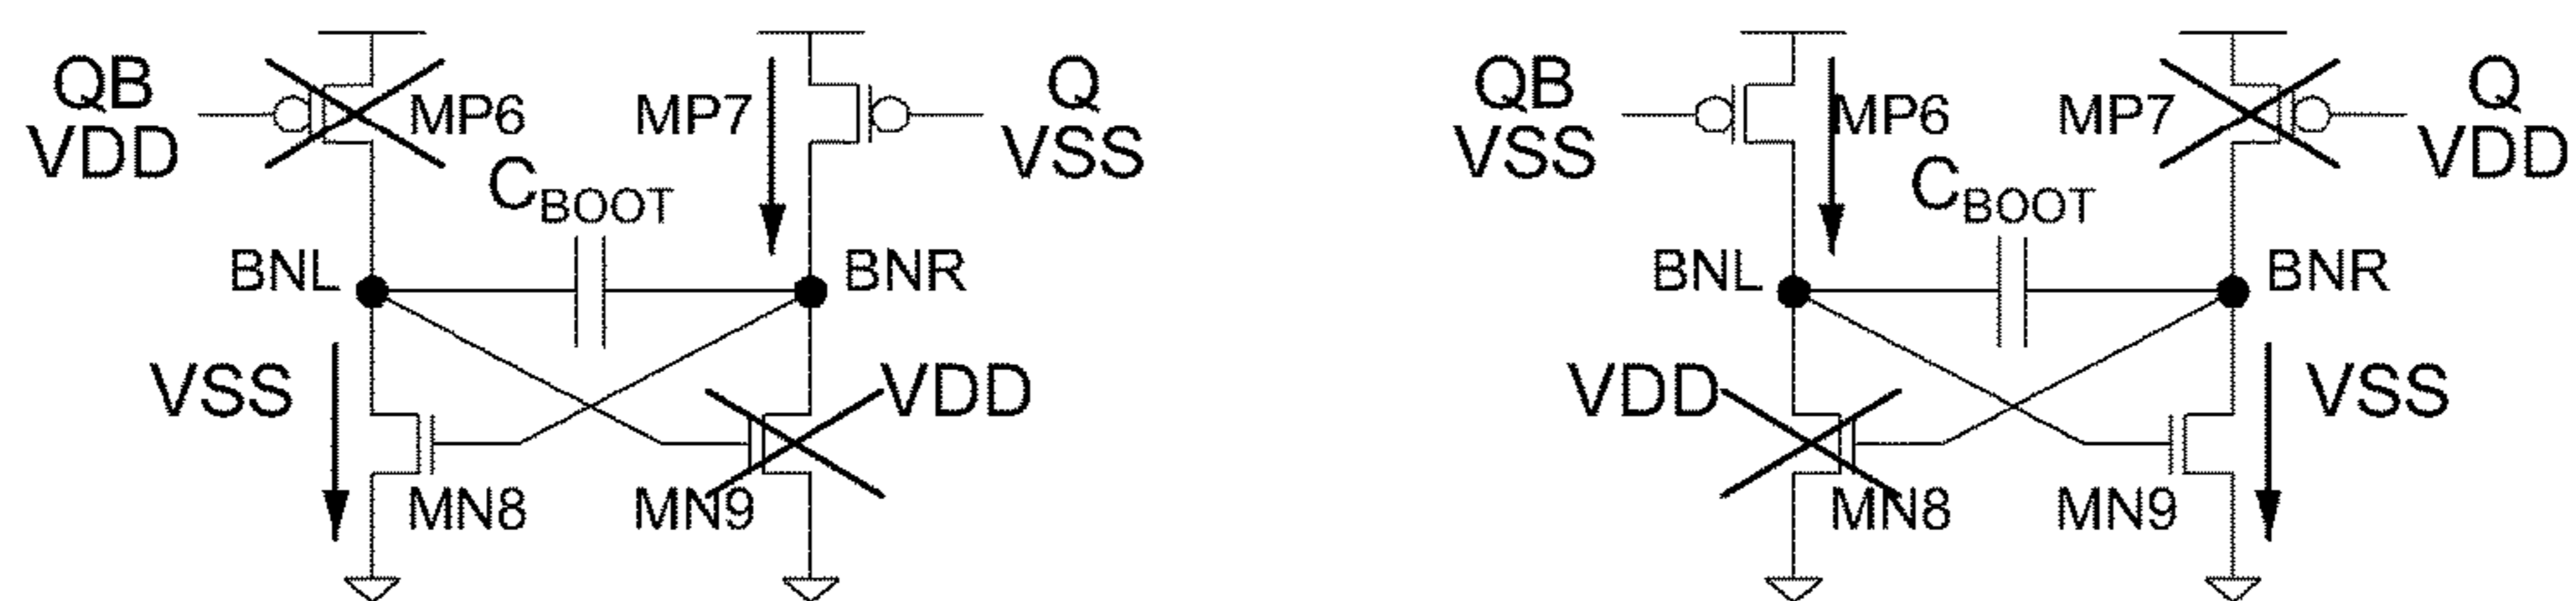 QB
VDD
MP6
MP7
Q
VSS
CBOOT
BNL
BNR
VSS
VDD
MN8
MN9
QB
VSS
MP6
MP7
Q
VDD
CBOOT
BNL
BNR
VDD
VSS
MN8
MN9